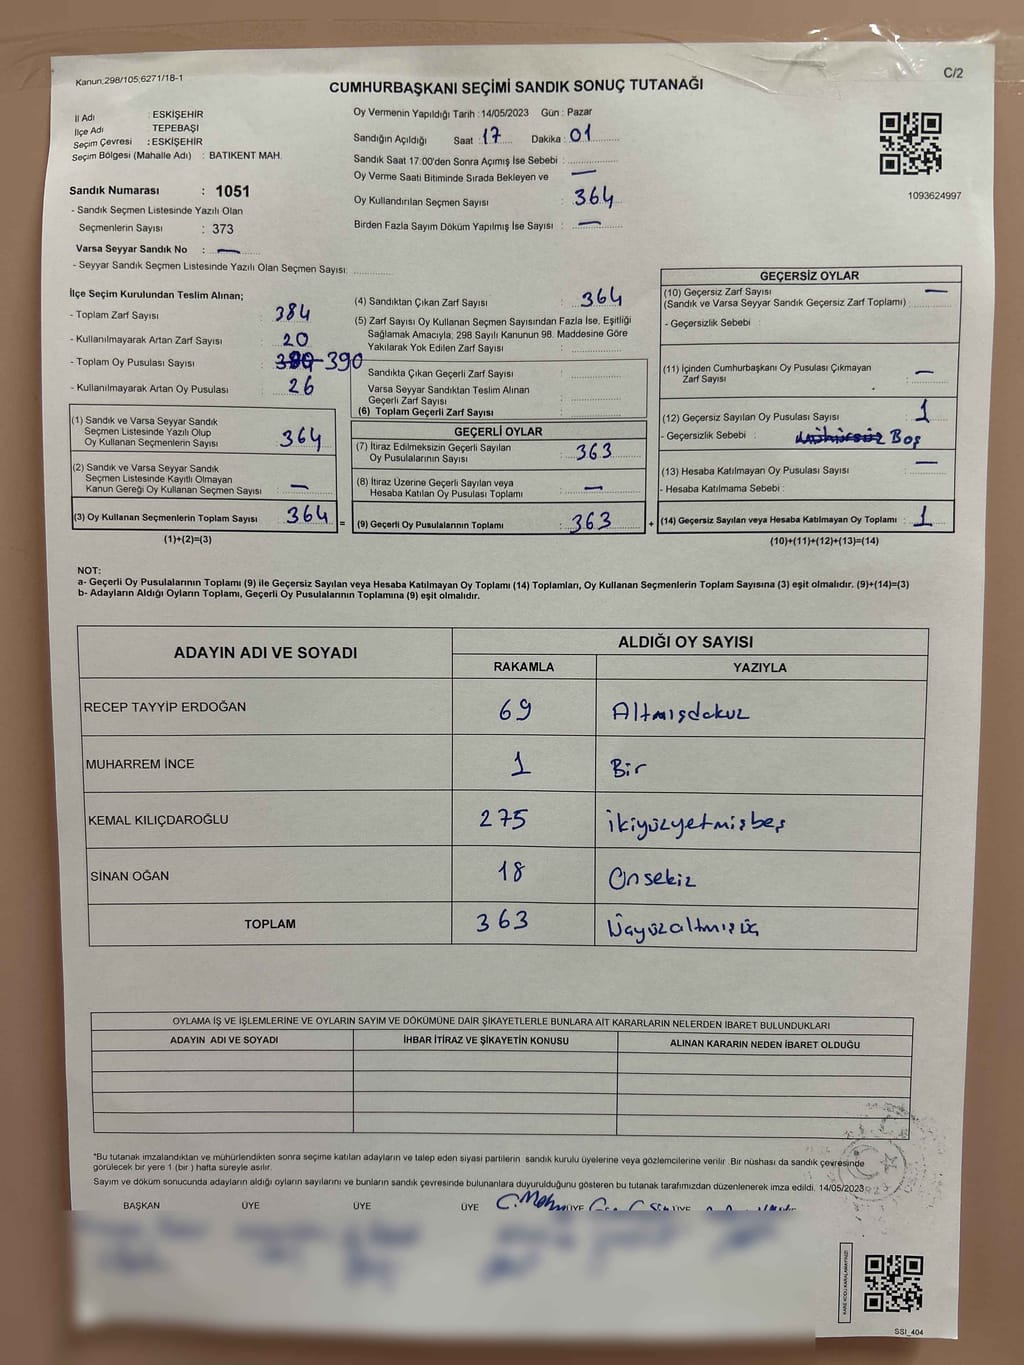 Kanun;298/105;6271/18-1
C/2
CUMHURBAŞKANI SEÇİMİ SANDIK SONUÇ TUTANAĞI
İl Adı : ESKİŞEHİR
İlçe Adı : TEPEBAŞI
Seçim Çevresi : ESKİŞEHİR
Seçim Bölgesi (Mahalle Adı) : BATIKENT MAH.
Sandık Numarası : 1051
- Sandık Seçmen Listesinde Yazılı Olan
Seçmenlerin Sayısı : 373
Varsa Seyyar Sandık No : —
- Seyyar Sandık Seçmen Listesinde Yazılı Olan Seçmen Sayısı:
Oy Vermenin Yapıldığı Tarih : 14/05/2023 Gün : Pazar
Sandığın Açıldığı Saat : 17 Dakika : 01
Sandık Saat 17:00'den Sonra Açımış İse Sebebi :
Oy Verme Saati Bitiminde Sırada Bekleyen ve —
Oy Kullandırılan Seçmen Sayısı : 364
Birden Fazla Sayım Döküm Yapılmış İse Sayısı : —
1093624997
İlçe Seçim Kurulundan Teslim Alınan;
- Toplam Zarf Sayısı : 384
- Kullanılmayarak Artan Zarf Sayısı : 20
- Toplam Oy Pusulası Sayısı : 390
- Kullanılmayarak Artan Oy Pusulası : 26
(1) Sandık ve Varsa Seyyar Sandık
Seçmen Listesinde Yazılı Olup
Oy Kullanan Seçmenlerin Sayısı : 364
(2) Sandık ve Varsa Seyyar Sandık
Seçmen Listesinde Kayıtlı Olmayan
Kanun Gereği Oy Kullanan Seçmen Sayısı : —
(3) Oy Kullanan Seçmenlerin Toplam Sayısı : 364 =
(1)+(2)=(3)
(4) Sandıktan Çıkan Zarf Sayısı : 364
(5) Zarf Sayısı Oy Kullanan Seçmen Sayısından Fazla İse, Eşitliği
Sağlamak Amacıyla, 298 Sayılı Kanunun 98. Maddesine Göre
Yakılarak Yok Edilen Zarf Sayısı :
Sandıkta Çıkan Geçerli Zarf Sayısı :
Varsa Seyyar Sandıktan Teslim Alınan
Geçerli Zarf Sayısı :
(6) Toplam Geçerli Zarf Sayısı :
GEÇERLİ OYLAR
(7) İtiraz Edilmeksizin Geçerli Sayılan
Oy Pusulalarının Sayısı : 363
(8) İtiraz Üzerine Geçerli Sayılan veya
Hesaba Katılan Oy Pusulası Toplamı : —
(9) Geçerli Oy Pusulalarının Toplamı : 363 +
GEÇERSİZ OYLAR
(10) Geçersiz Zarf Sayısı —
(Sandık ve Varsa Seyyar Sandık Geçersiz Zarf Toplamı) :
- Geçersizlik Sebebi :
(11) İçinden Cumhurbaşkanı Oy Pusulası Çıkmayan
Zarf Sayısı : —
(12) Geçersiz Sayılan Oy Pusulası Sayısı : 1
- Geçersizlik Sebebi : Mühürsüz Boş
(13) Hesaba Katılmayan Oy Pusulası Sayısı : —
- Hesaba Katılmama Sebebi :
(14) Geçersiz Sayılan veya Hesaba Katılmayan Oy Toplamı : 1
(10)+(11)+(12)+(13)=(14)
NOT:
a- Geçerli Oy Pusulalarının Toplamı (9) ile Geçersiz Sayılan veya Hesaba Katılmayan Oy Toplamı (14) Toplamları, Oy Kullanan Seçmenlerin Toplam Sayısına (3) eşit olmalıdır. (9)+(14)=(3)
b- Adayların Aldığı Oyların Toplamı, Geçerli Oy Pusulalarının Toplamına (9) eşit olmalıdır.
ADAYIN ADI VE SOYADI ALDIĞI OY SAYISI
RAKAMLA YAZIYLA
RECEP TAYYİP ERDOĞAN 69 Altmışdokuz
MUHARREM İNCE 1 Bir
KEMAL KILIÇDAROĞLU 275 ikiyüzyetmişbeş
SİNAN OĞAN 18 Onsekiz
TOPLAM 363 Üçyüzaltmışüç
OYLAMA İŞ VE İŞLEMLERİNE VE OYLARIN SAYIM VE DÖKÜMÜNE DAİR ŞİKAYETLERLE BUNLARA AİT KARARLARIN NELERDEN İBARET BULUNDUKLARI
ADAYIN ADI VE SOYADI İHBAR İTİRAZ VE ŞİKAYETİN KONUSU ALINAN KARARIN NEDEN İBARET OLDUĞU
*Bu tutanak imzalandıktan ve mühürlendikten sonra seçime katılan adayların ve talep eden siyasi partilerin sandık kurulu üyelerine veya gözlemcilerine verilir. Bir nüshası da sandık çevresinde
görülecek bir yere 1 (bir ) hafta süreyle asılır.
Sayım ve döküm sonucunda adayların aldığı oyların sayılarını ve bunların sandık çevresinde bulunanlara duyurulduğunu gösteren bu tutanak tarafımızdan düzenlenerek imza edildi. 14/05/2023
BAŞKAN ÜYE ÜYE ÜYE ÜYE ÜYE
KARE KODU KARALAMAYINIZ!
SSI_404